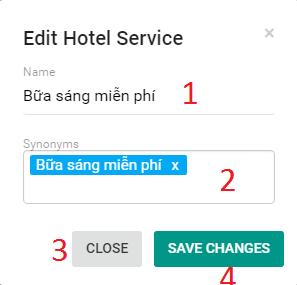 Edit Hotel Service ×
Name
Bữa sáng miễn phí 1
Synonyms
Bữa sáng miễn phí x
2
3 CLOSE SAVE CHANGES
4